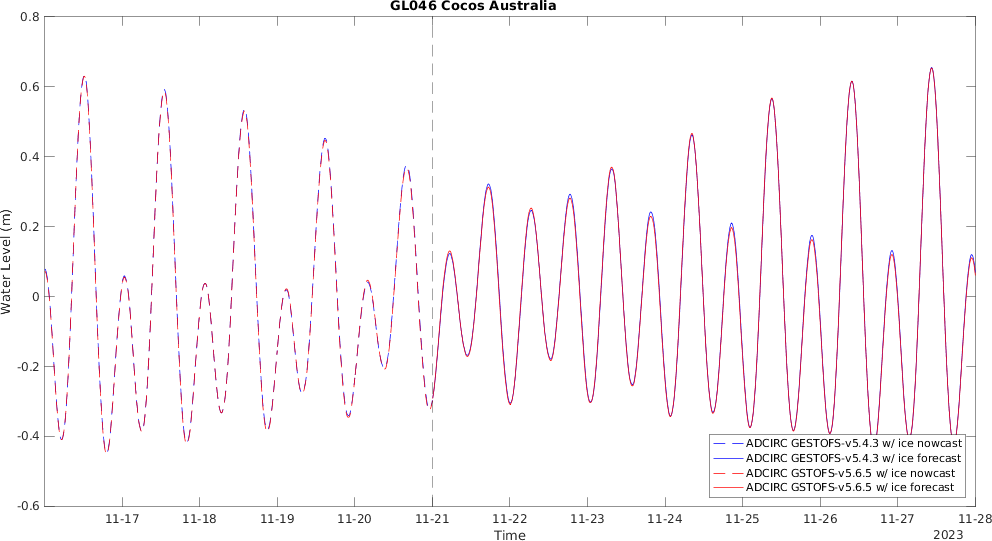 GL046 Cocos Australia
0.8
0.6
0.4
0.2
0
-0.2
-0.4
-0.6
Water Level (m)
ADCIRC GESTOFS-v5.4.3 w/ ice nowcast
ADCIRC GESTOFS-v5.4.3 w/ ice forecast
ADCIRC GSTOFS-v5.6.5 w/ ice nowcast
ADCIRC GSTOFS-v5.6.5 w/ ice forecast
11-17 11-18 11-19 11-20 11-21 11-22 11-23 11-24 11-25 11-26 11-27 11-28
Time
2023